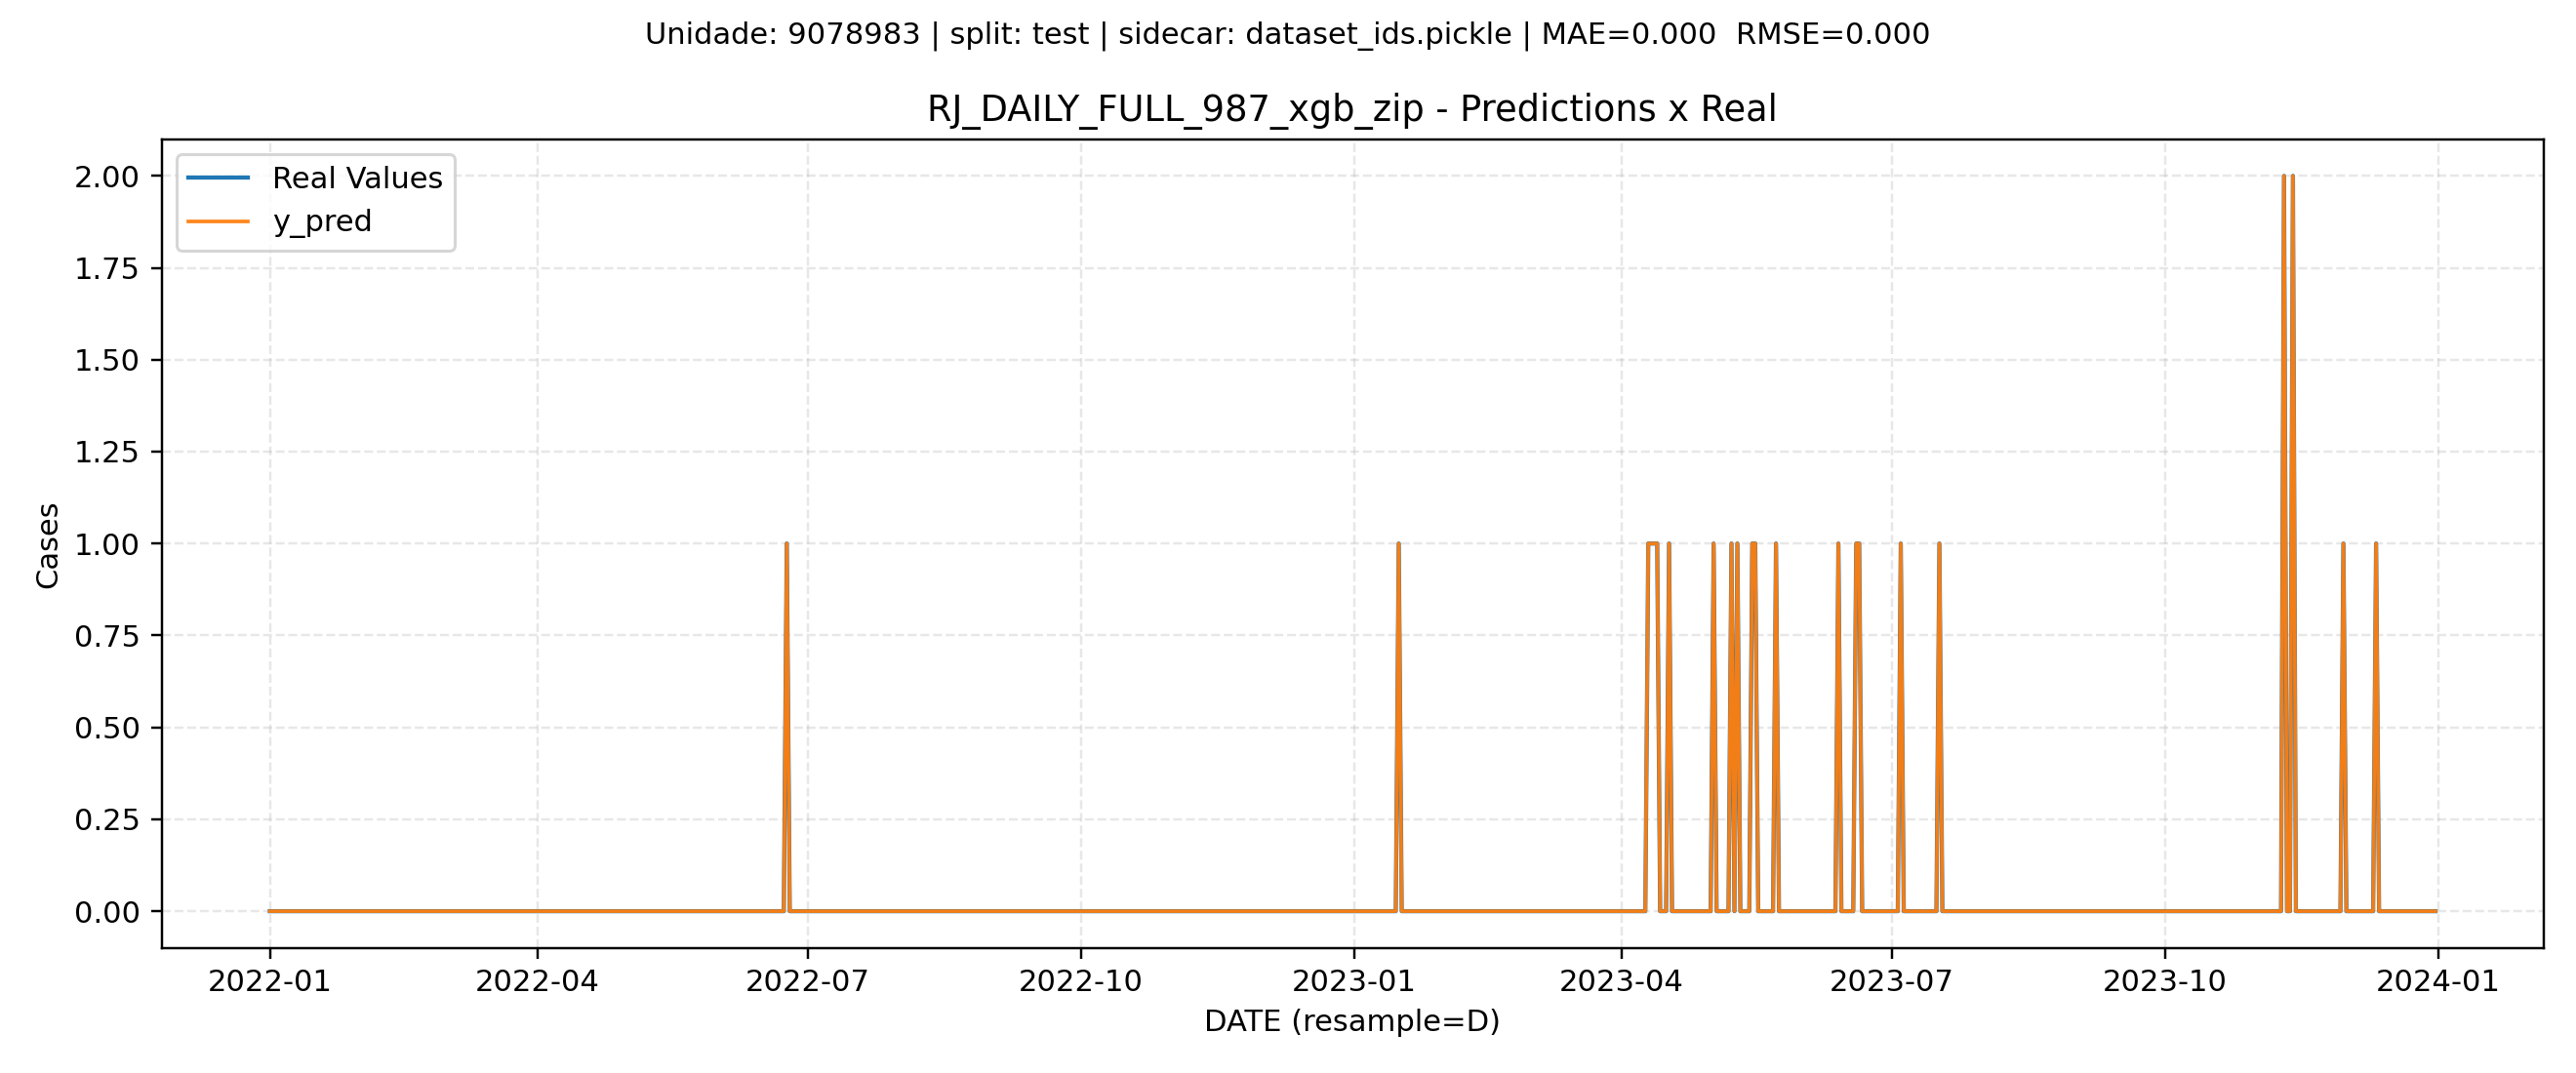 Unidade: 9078983 | split: test | sidecar: dataset_ids.pickle | MAE=0.000  RMSE=0.000
RJ_DAILY_FULL_987_xgb_zip - Predictions x Real
Real Values
y_pred
2.00
1.75
1.50
1.25
1.00
0.75
0.50
0.25
0.00
Cases
2022-01 2022-04 2022-07 2022-10 2023-01 2023-04 2023-07 2023-10 2024-01
DATE (resample=D)